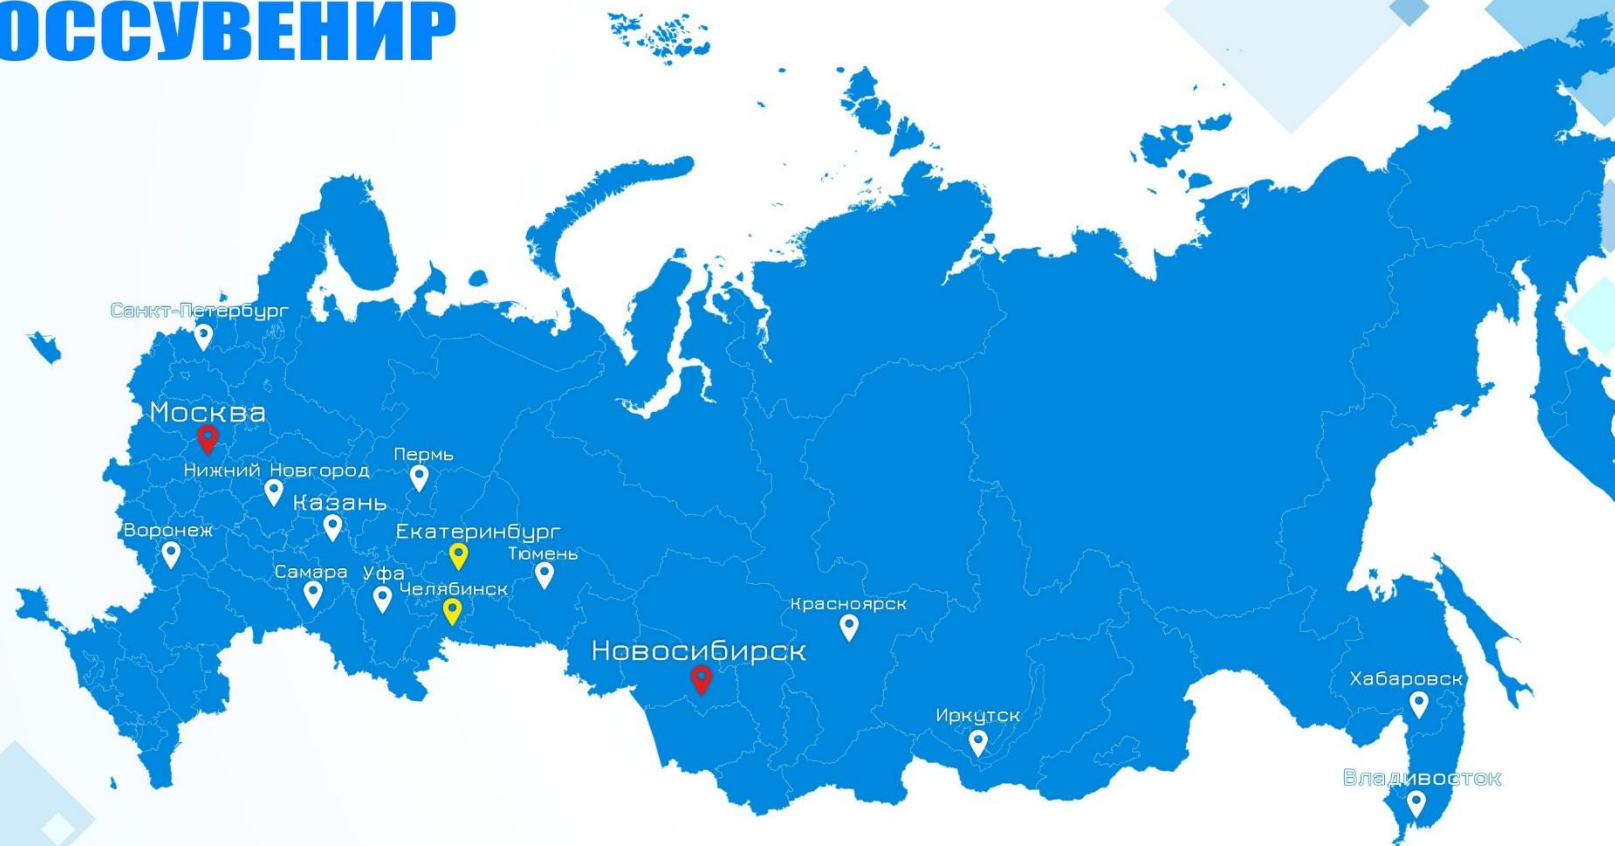 ОССУВЕНИР
Санкт-Петербург
Москва
Пермь
Нижний Новгород
Казань
Воронеж
Екатеринбург
Тюмень
Самара
Уфа
Челябинск
Красноярск
Новосибирск
Хабаровск
Иркутск
Владивосток